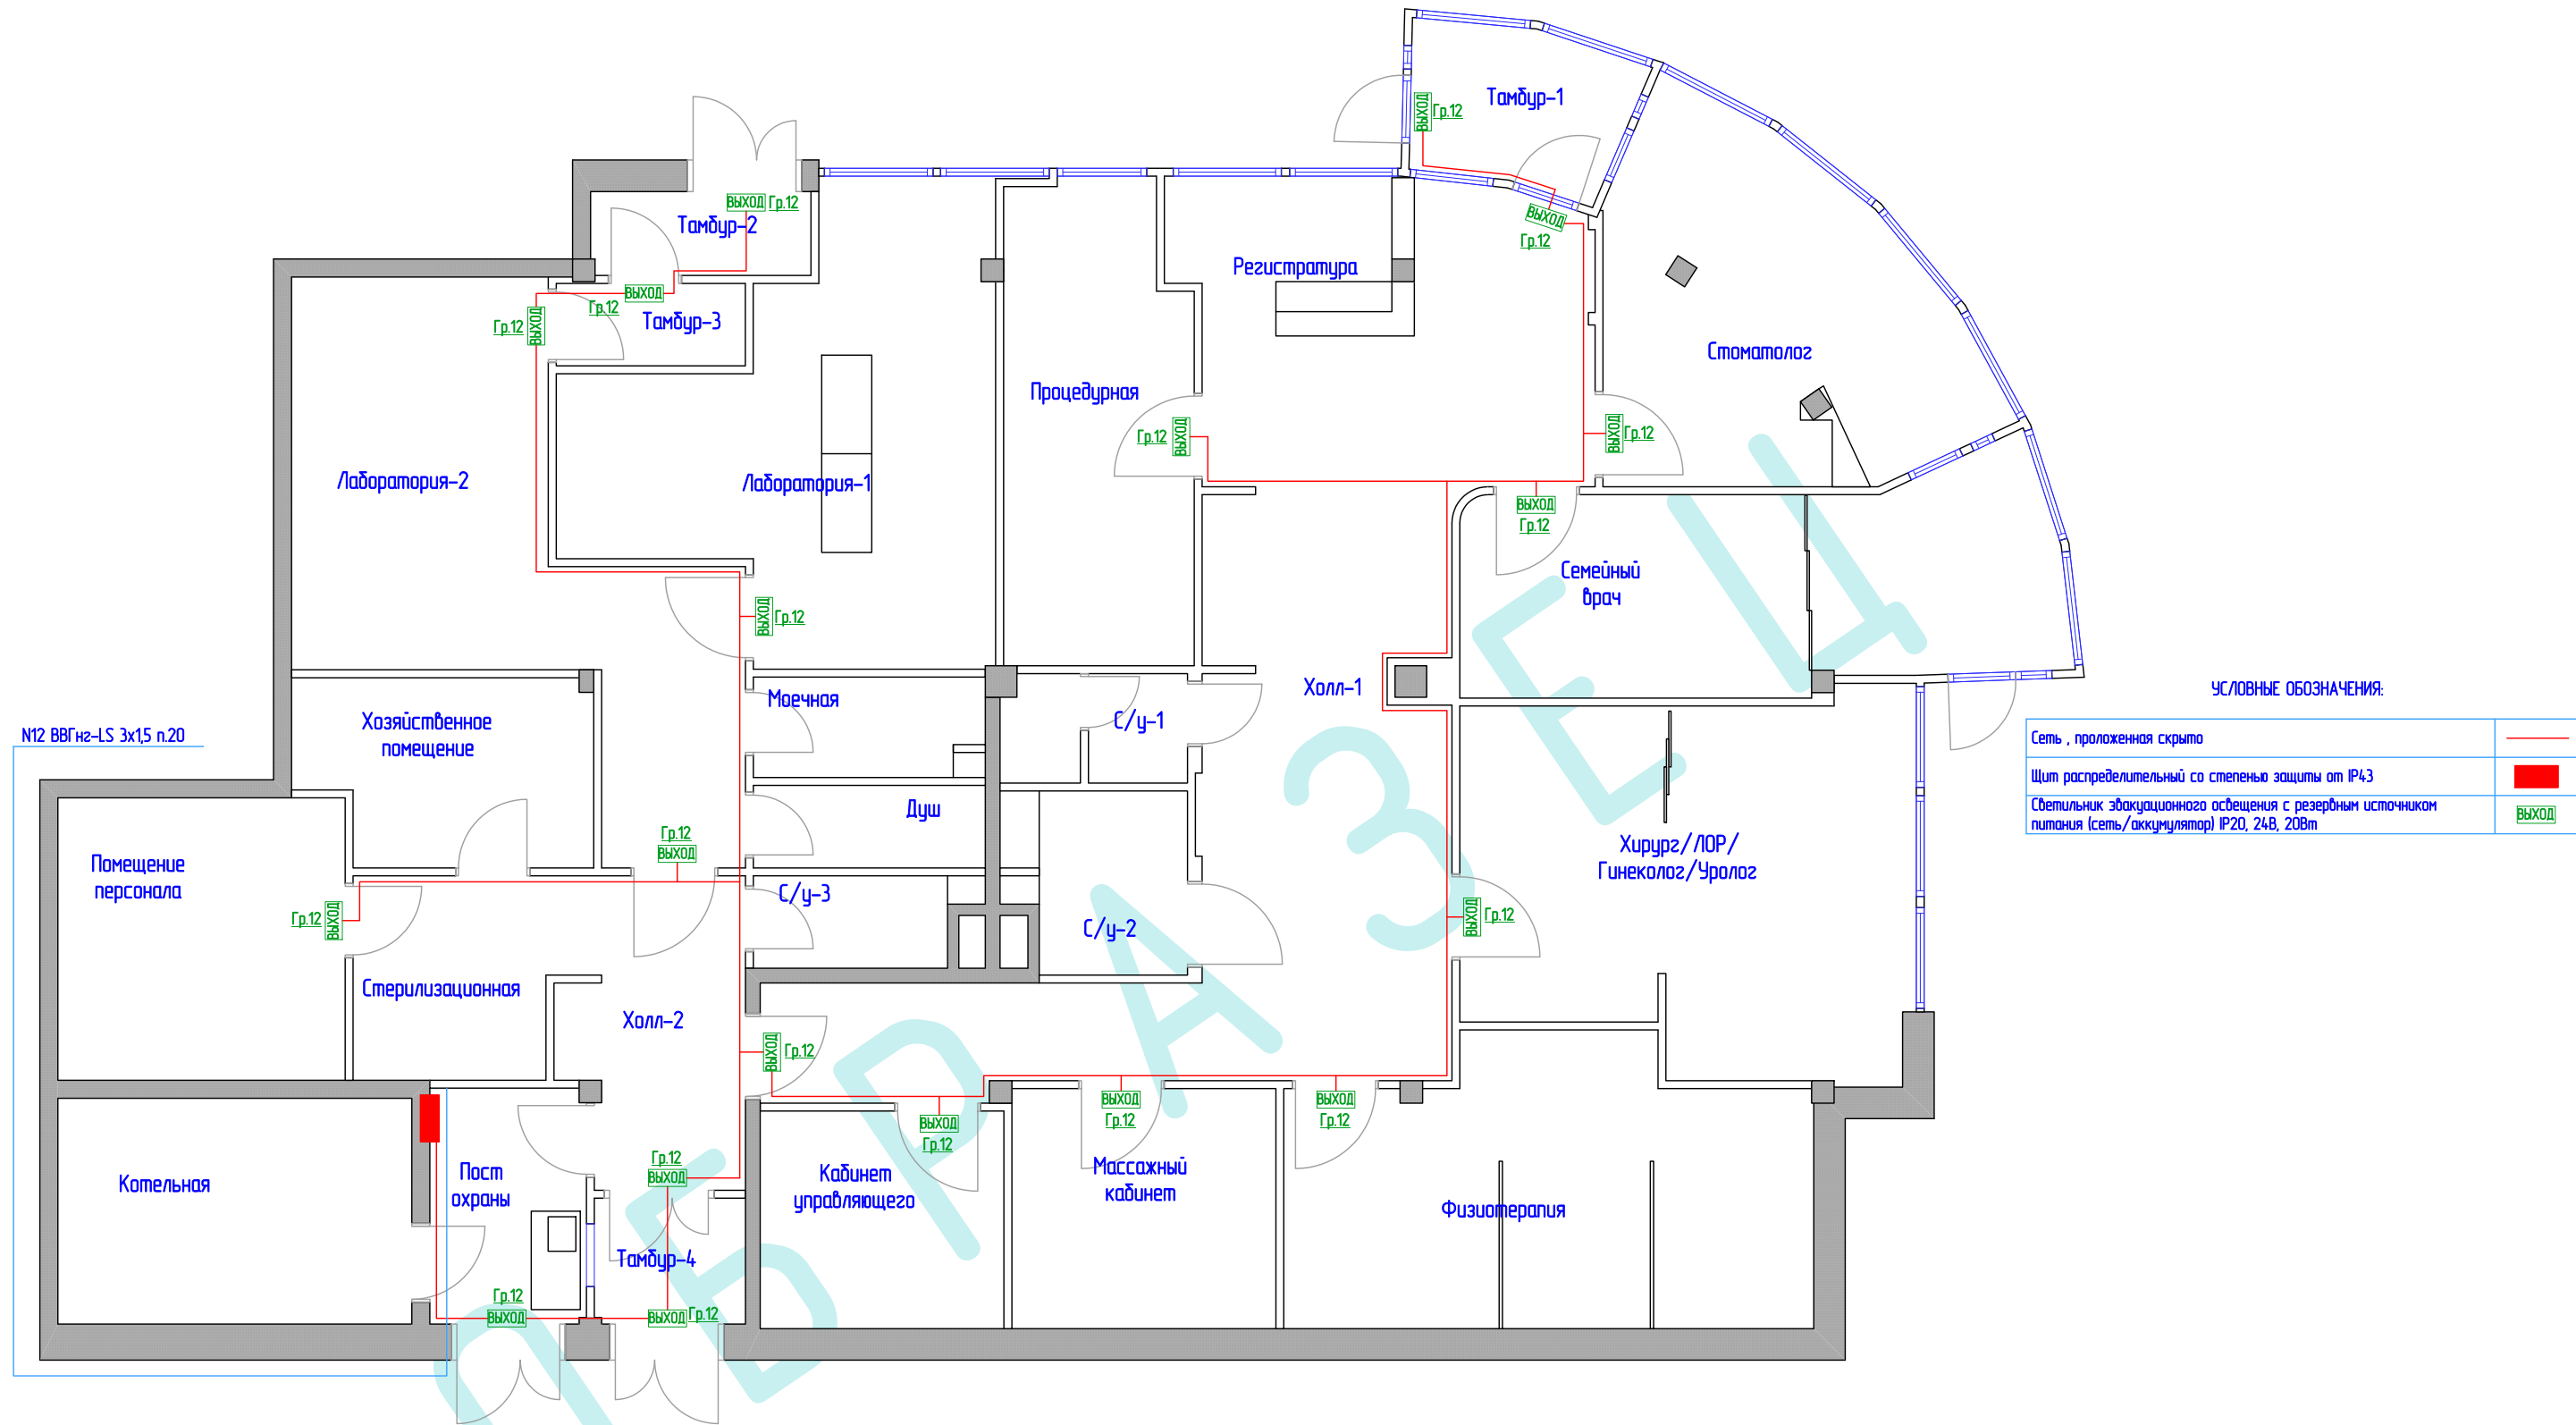 Тамбур-1
ВЫХОД
Гр.12
ВЫХОД
Гр.12
Тамбур-2
ВЫХОД
Гр.12
Регистратура
ВЫХОД
Гр.12
Тамбур-3
ВЫХОД
Гр.12
Стоматолог
Процедурная
Гр.12
ВЫХОД
ВЫХОД
Гр.12
Лаборатория-2
Лаборатория-1
ВЫХОД
Гр.12
Семейный
врач
ВЫХОД
Гр.12
Холл-1
УСЛОВНЫЕ ОБОЗНАЧЕНИЯ:
Моечная
Хозяйственное
помещение
С/у-1
N12 ВВГнг-LS 3х1,5 п.20
Сеть , проложенная скрыто
Щит распределительный со степенью защиты от IP43
Светильник эвакуационного освещения с резервным источником
питания (сеть/аккумулятор) IP20, 24В, 20Вт
ВЫХОД
Душ
Гр.12
ВЫХОД
Хирург/ЛОР/
Гинеколог/Уролог
Помещение
персонала
С/у-3
Гр.12
ВЫХОД
С/у-2
ВЫХОД
Гр.12
Стерилизационная
Холл-2
ВЫХОД
Гр.12
ВЫХОД
Гр.12
ВЫХОД
Гр.12
ВЫХОД
Гр.12
Гр.12
ВЫХОД
Котельная
Пост
охраны
Кабинет
управляющего
Массажный
кабинет
Физиотерапия
Тамбур-4
Гр.12
ВЫХОД
ВЫХОД
Гр.12
ОБРАЗЕЦ